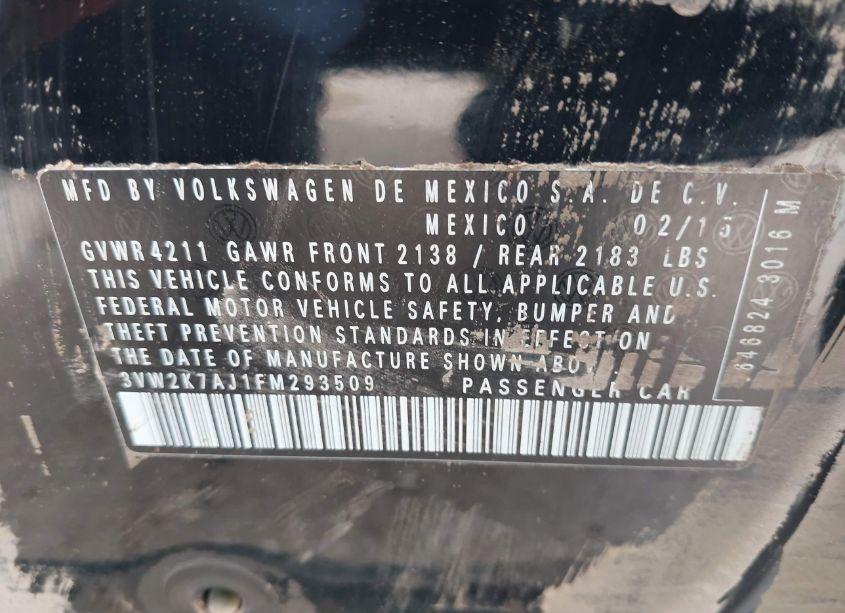 MFD BY VOLKSWAGEN DE MEXICO S.A. DE C.V.
MEXICO 02/15
GVWR 4211 GAWR FRONT 2138 / REAR 2183 LBS
THIS VEHICLE CONFORMS TO ALL APPLICABLE U.S.
FEDERAL MOTOR VEHICLE SAFETY, BUMPER AND
THEFT PREVENTION STANDARDS IN EFFECT ON
THE DATE OF MANUFACTURE SHOWN
3VW2K7AJ1FM293509 PASSENGER CAR
646824 3016 M